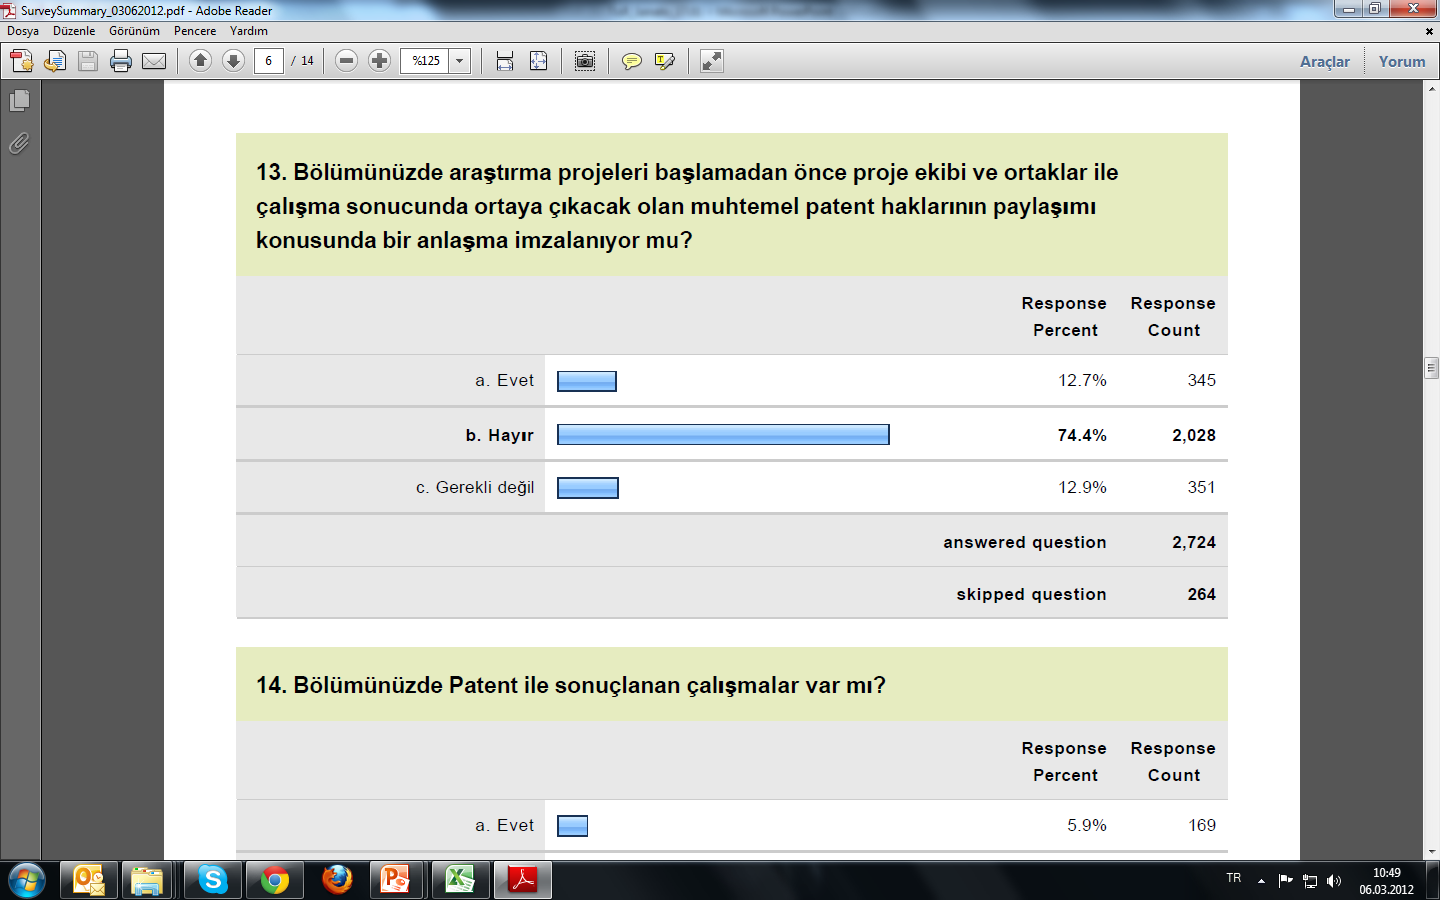 SurveySummary_03062012.pdf - Adobe Reader
Dosya Düzenle Görünüm Pencere Yardım
6 / 14 %125 Araçlar Yorum
13. Bölümünüzde araştırma projeleri başlamadan önce proje ekibi ve ortaklar ile
çalışma sonucunda ortaya çıkacak olan muhtemel patent haklarının paylaşımı
konusunda bir anlaşma imzalanıyor mu?
Response Response
Percent Count
a. Evet 12.7% 345
b. Hayır 74.4% 2,028
c. Gerekli değil 12.9% 351
answered question 2,724
skipped question 264
14. Bölümünüzde Patent ile sonuçlanan çalışmalar var mı?
Response Response
Percent Count
a. Evet 5.9% 169
TR 10:49
06.03.2012